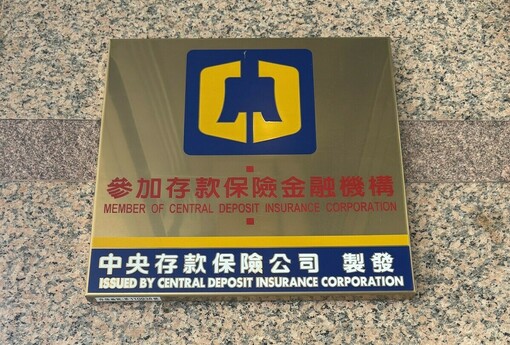 參加存款保險金融機構
MEMBER OF CENTRAL DEPOSIT INSURANCE CORPORATION
中央存款保險公司 製發
ISSUED BY CENTRAL DEPOSIT INSURANCE CORPORATION